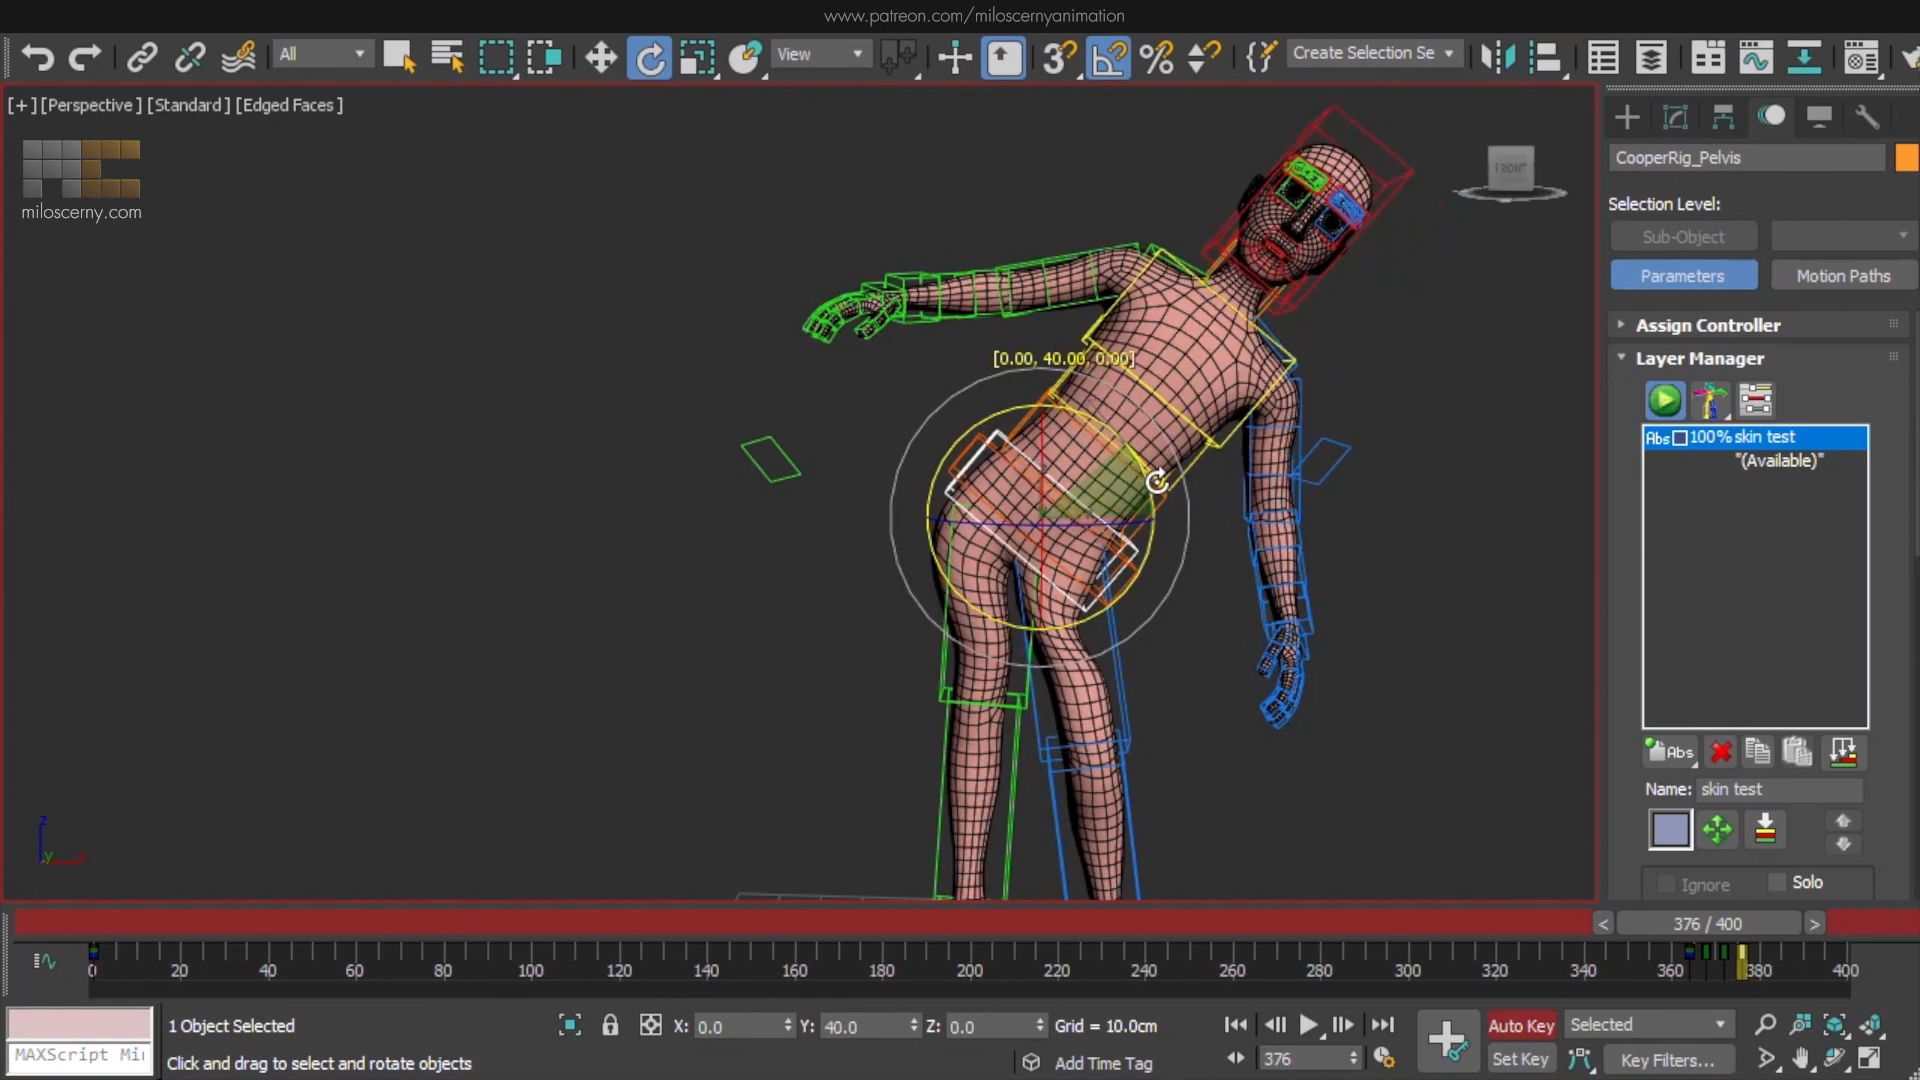 www.patreon.com/miloscernyanimation
All
View
3
Create Selection Se
[+] [Perspective] [Standard] [Edged Faces]
miloscerny.com
FRONT
[0.00, 40.00, 0.00]
z
y
CooperRig_Pelvis
Selection Level:
Sub-Object
Parameters
Motion Paths
Assign Controller
Layer Manager
Abs 100% skin test
"(Available)"
Abs
Name: skin test
Ignore
Solo
< 376 / 400 >
0 20 40 60 80 100 120 140 160 180 200 220 240 260 280 300 320 340 360 380 400
1 Object Selected
X: 0.0 Y: 40.0 Z: 0.0 Grid = 10.0cm
Auto Key
Selected
MAXScript Mi
Click and drag to select and rotate objects
Add Time Tag
376
Set Key
Key Filters...